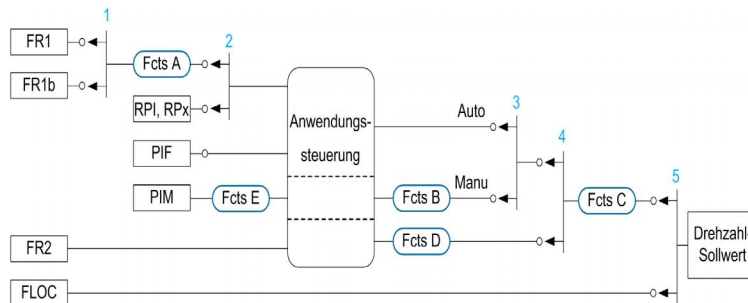 1
FR1
2
Fcts A
FR1b
3
RPI, RPx
Anwendungs-
steuerung
Auto
4
PIF
5
PIM
Fcts E
Fcts B
Manu
Fcts C
Fcts D
Drehzahl-
Sollwert
FR2
FLOC